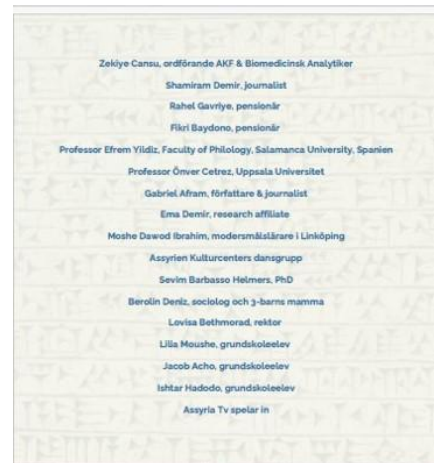 Zekiye Cansu, ordförande AKF & Biomedicinsk Analytiker
Shamiram Demir, journalist
Rahel Gavriye, pensionär
Fikri Baydono, pensionär
Professor Efrem Yildiz, Faculty of Philology, Salamanca University, Spanien
Professor Önver Cetrez, Uppsala Universitet
Gabriel Afram, författare & journalist
Ema Demir, research affiliate
Moshe Dawod Ibrahim, modersmålslärare i Linköping
Assyrien Kulturcenters dansgrupp
Sevim Barbasso Helmers, PhD
Berolin Deniz, sociolog och 3-barns mamma
Lovisa Bethmorad, rektor
Lilia Moushe, grundskoleelev
Jacob Acho, grundskoleelev
Ishtar Hadodo, grundskoleelev
Assyria Tv spelar in